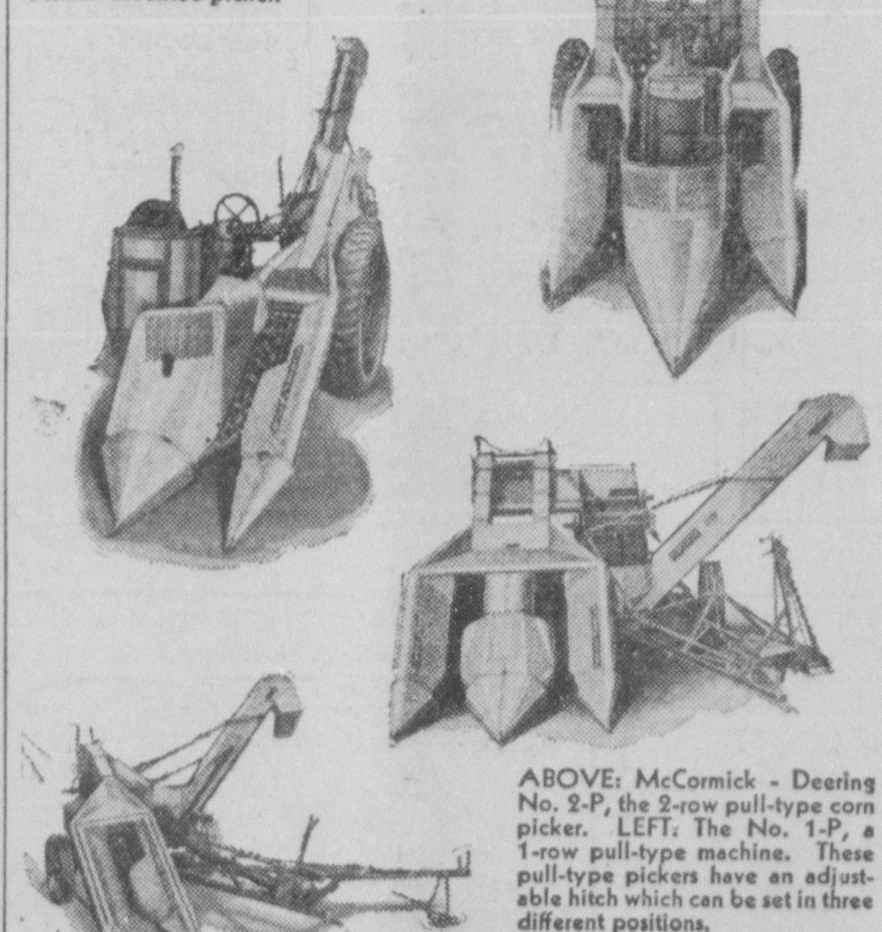 picker.
ABOVE: McCormick - Deering
No. 2-P, the 2-row pull-type corn
picker. LEFT: The No. 1-P, a
1-row pull-type machine. These
pull-type pickers have an adjust-
able hitch which can be set in three
different positions.